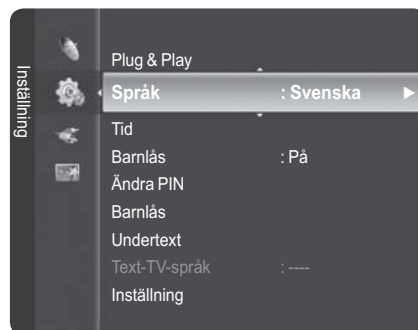 Inställning
Plug & Play
Språk : Svenska
Tid
Barnlås : På
Ändra PIN
Barnlås
Undertext
Text-TV-språk : ----
Inställning